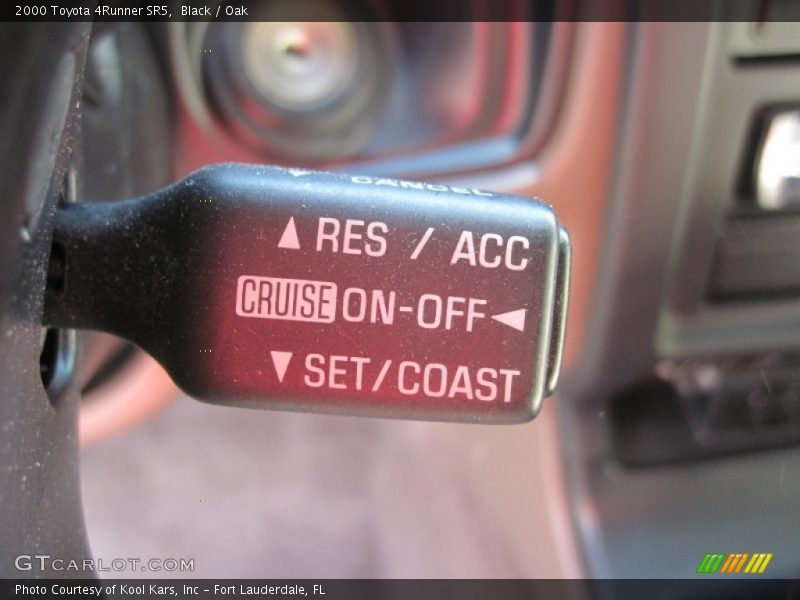 2000 Toyota 4Runner SR5, Black / Oak
CANCEL
▲ RES / ACC
CRUISE ON-OFF ◀
▼ SET/COAST
GTCARLOT.COM
Photo Courtesy of Kool Kars, Inc – Fort Lauderdale, FL